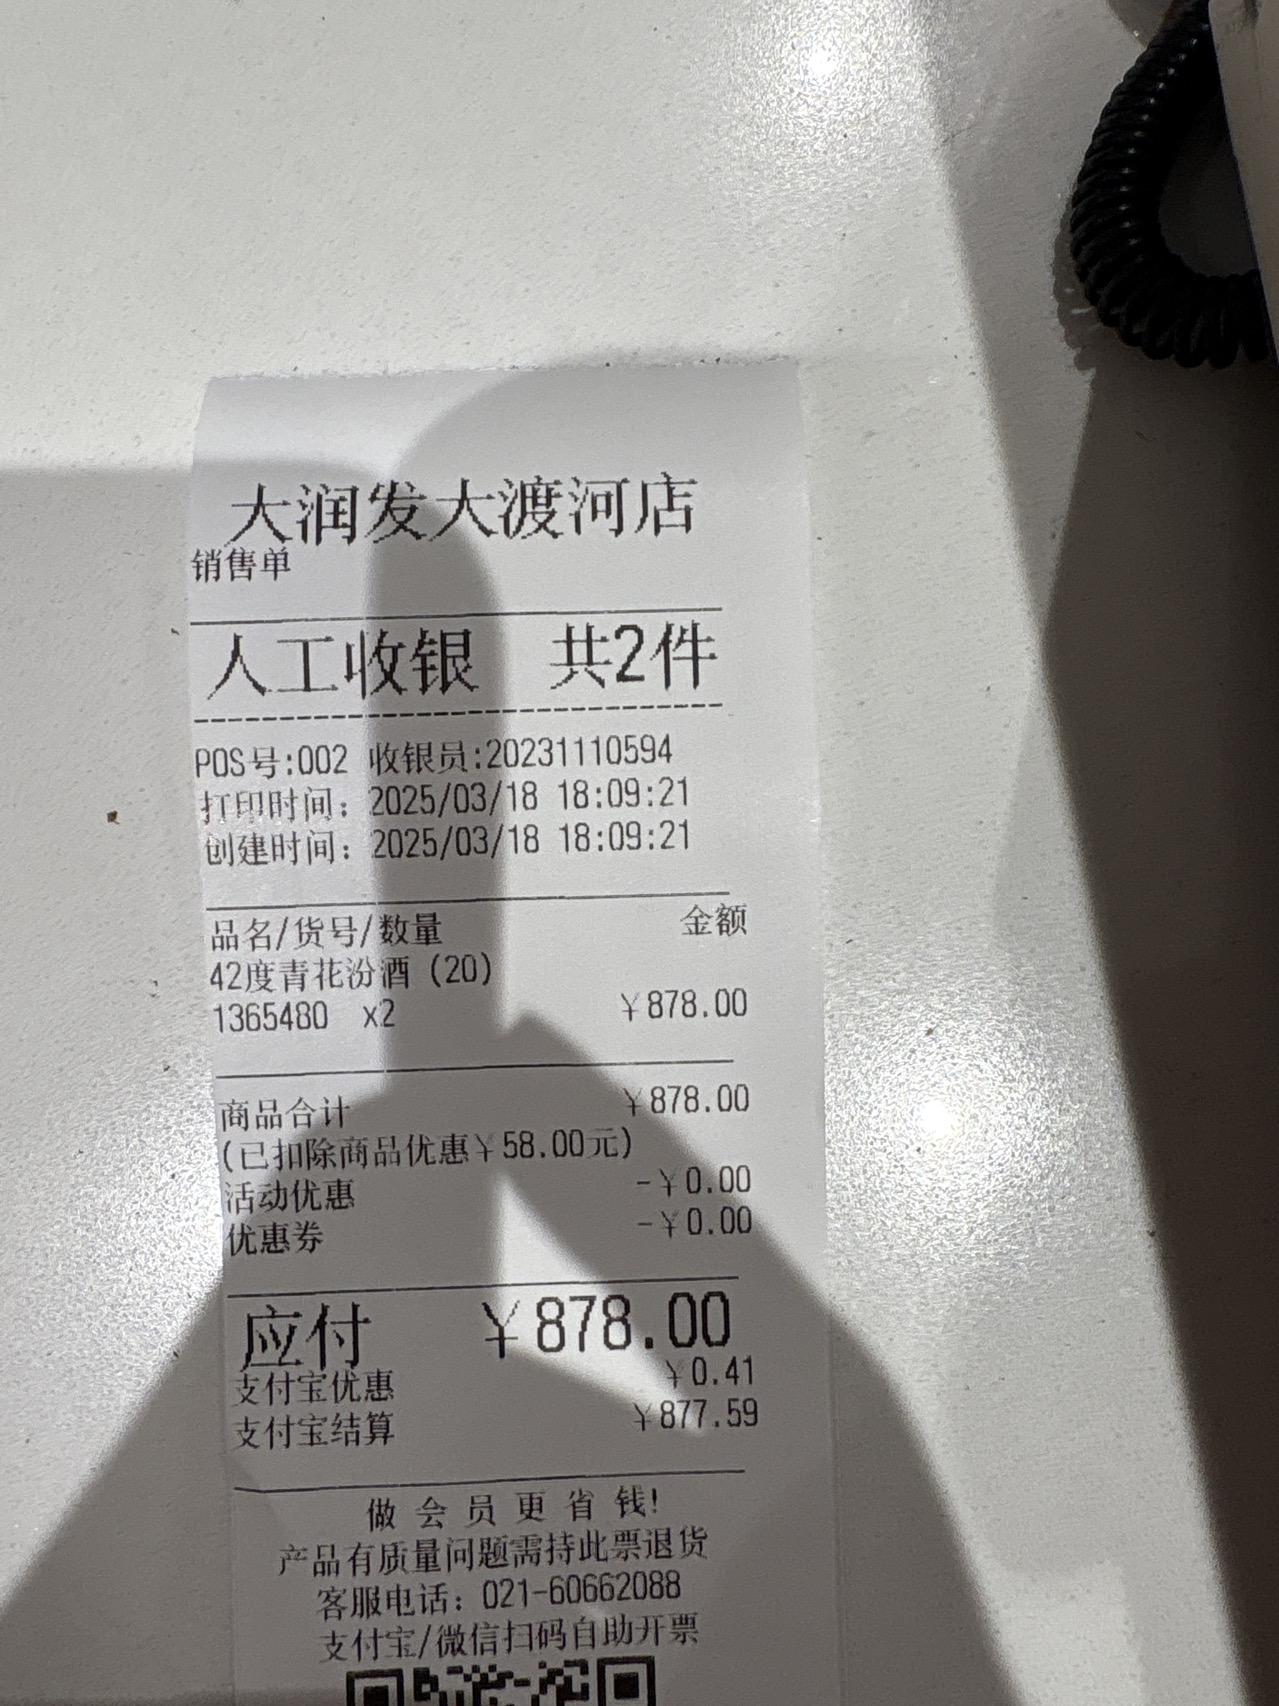 大润发大渡河店
销售单
人工收银 共2件
POS号:002 收银员:20231110594
打印时间: 2025/03/18 18:09:21
创建时间: 2025/03/18 18:09:21
品名/货号/数量 金额
42度青花汾酒 (20)
1365480 x2 ¥878.00
商品合计 ¥878.00
(已扣除商品优惠¥58.00元)
活动优惠 -¥0.00
优惠券 -¥0.00
应付 ¥878.00
支付宝优惠 ¥0.41
支付宝结算 ¥877.59
做会员更省钱!
产品有质量问题需持此票退货
客服电话: 021-60662088
支付宝/微信扫码自助开票